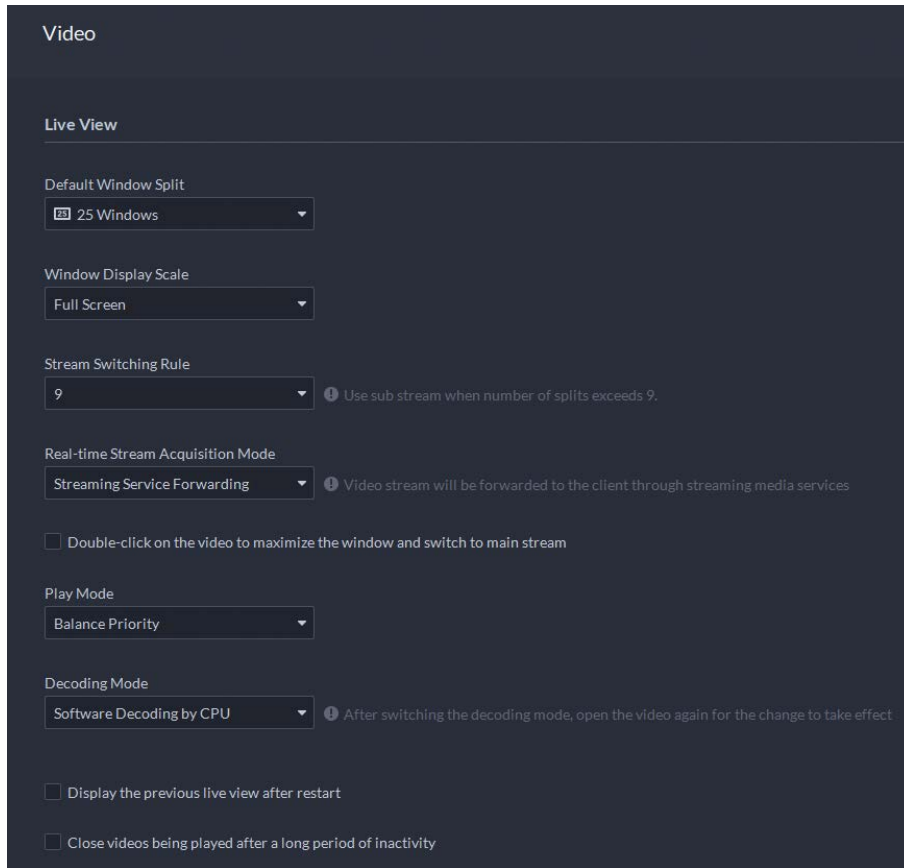 Video
Live View
Default Window Split
25 25 Windows
Window Display Scale
Full Screen
Stream Switching Rule
9
Use sub stream when number of splits exceeds 9.
Real-time Stream Acquisition Mode
Streaming Service Forwarding
Video stream will be forwarded to the client through streaming media services
Double-click on the video to maximize the window and switch to main stream
Play Mode
Balance Priority
Decoding Mode
Software Decoding by CPU
After switching the decoding mode, open the video again for the change to take effect
Display the previous live view after restart
Close videos being played after a long period of inactivity